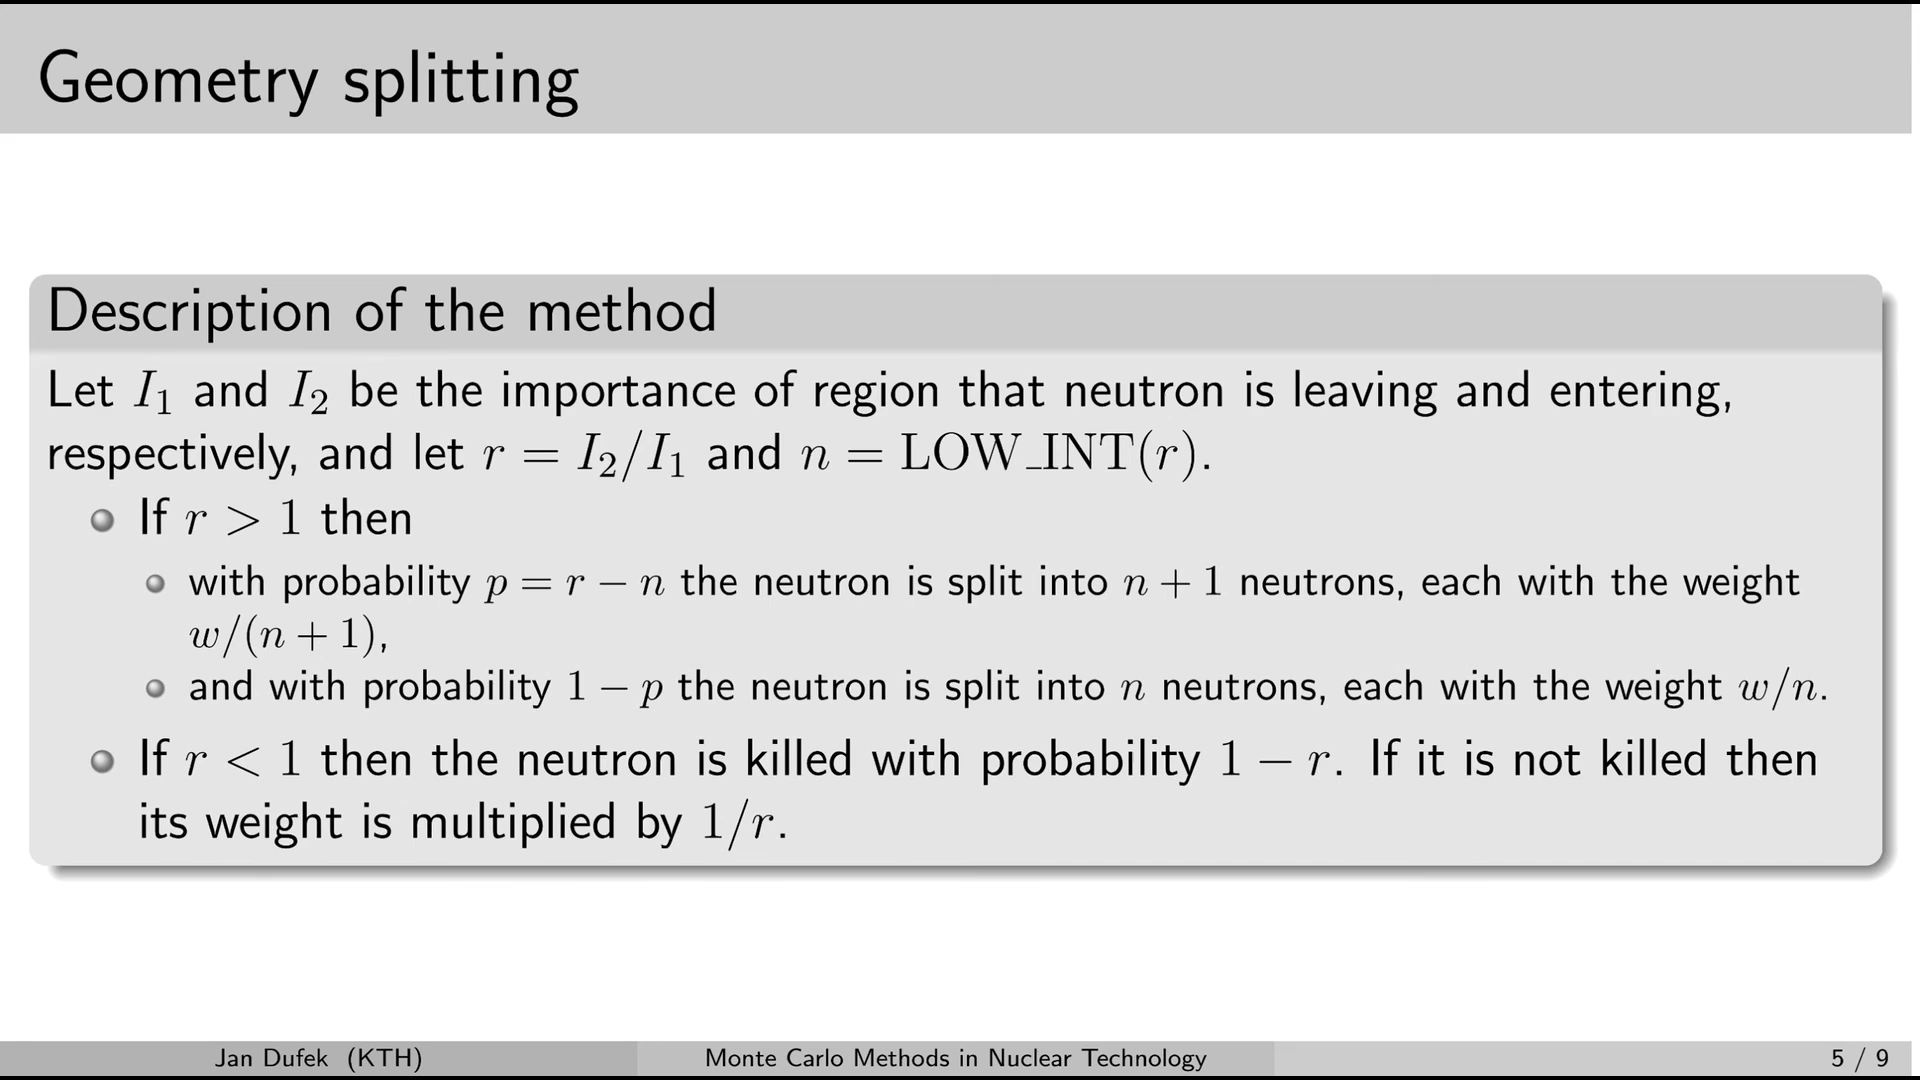 Geometry splitting
Description of the method
Let I₁ and I₂ be the importance of region that neutron is leaving and entering,
respectively, and let r = I₂/I₁ and n = LOW_INT(r).
If r > 1 then
with probability p = r − n the neutron is split into n + 1 neutrons, each with the weight
w/(n + 1),
and with probability 1 − p the neutron is split into n neutrons, each with the weight w/n.
If r < 1 then the neutron is killed with probability 1 − r. If it is not killed then
its weight is multiplied by 1/r.
Jan Dufek (KTH) Monte Carlo Methods in Nuclear Technology 5 / 9